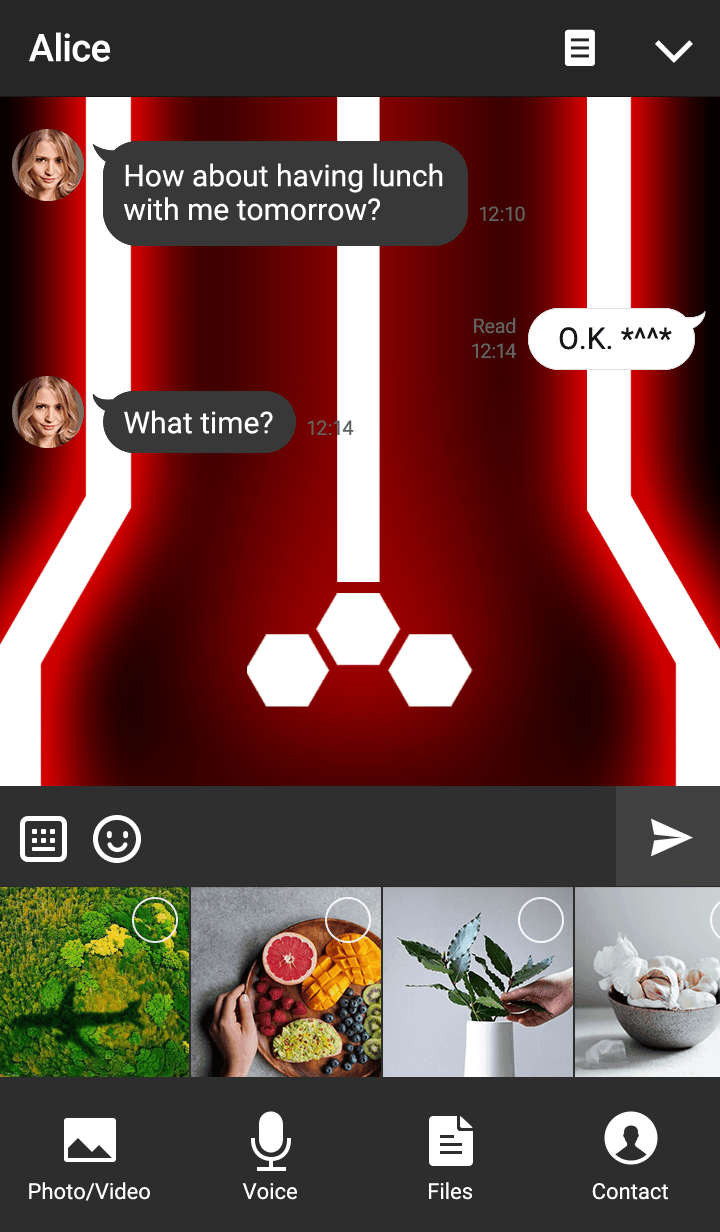 Alice
How about having lunch
with me tomorrow?
12:10
Read
12:14
O.K. *^^*
What time?
12:14
Photo/Video
Voice
Files
Contact